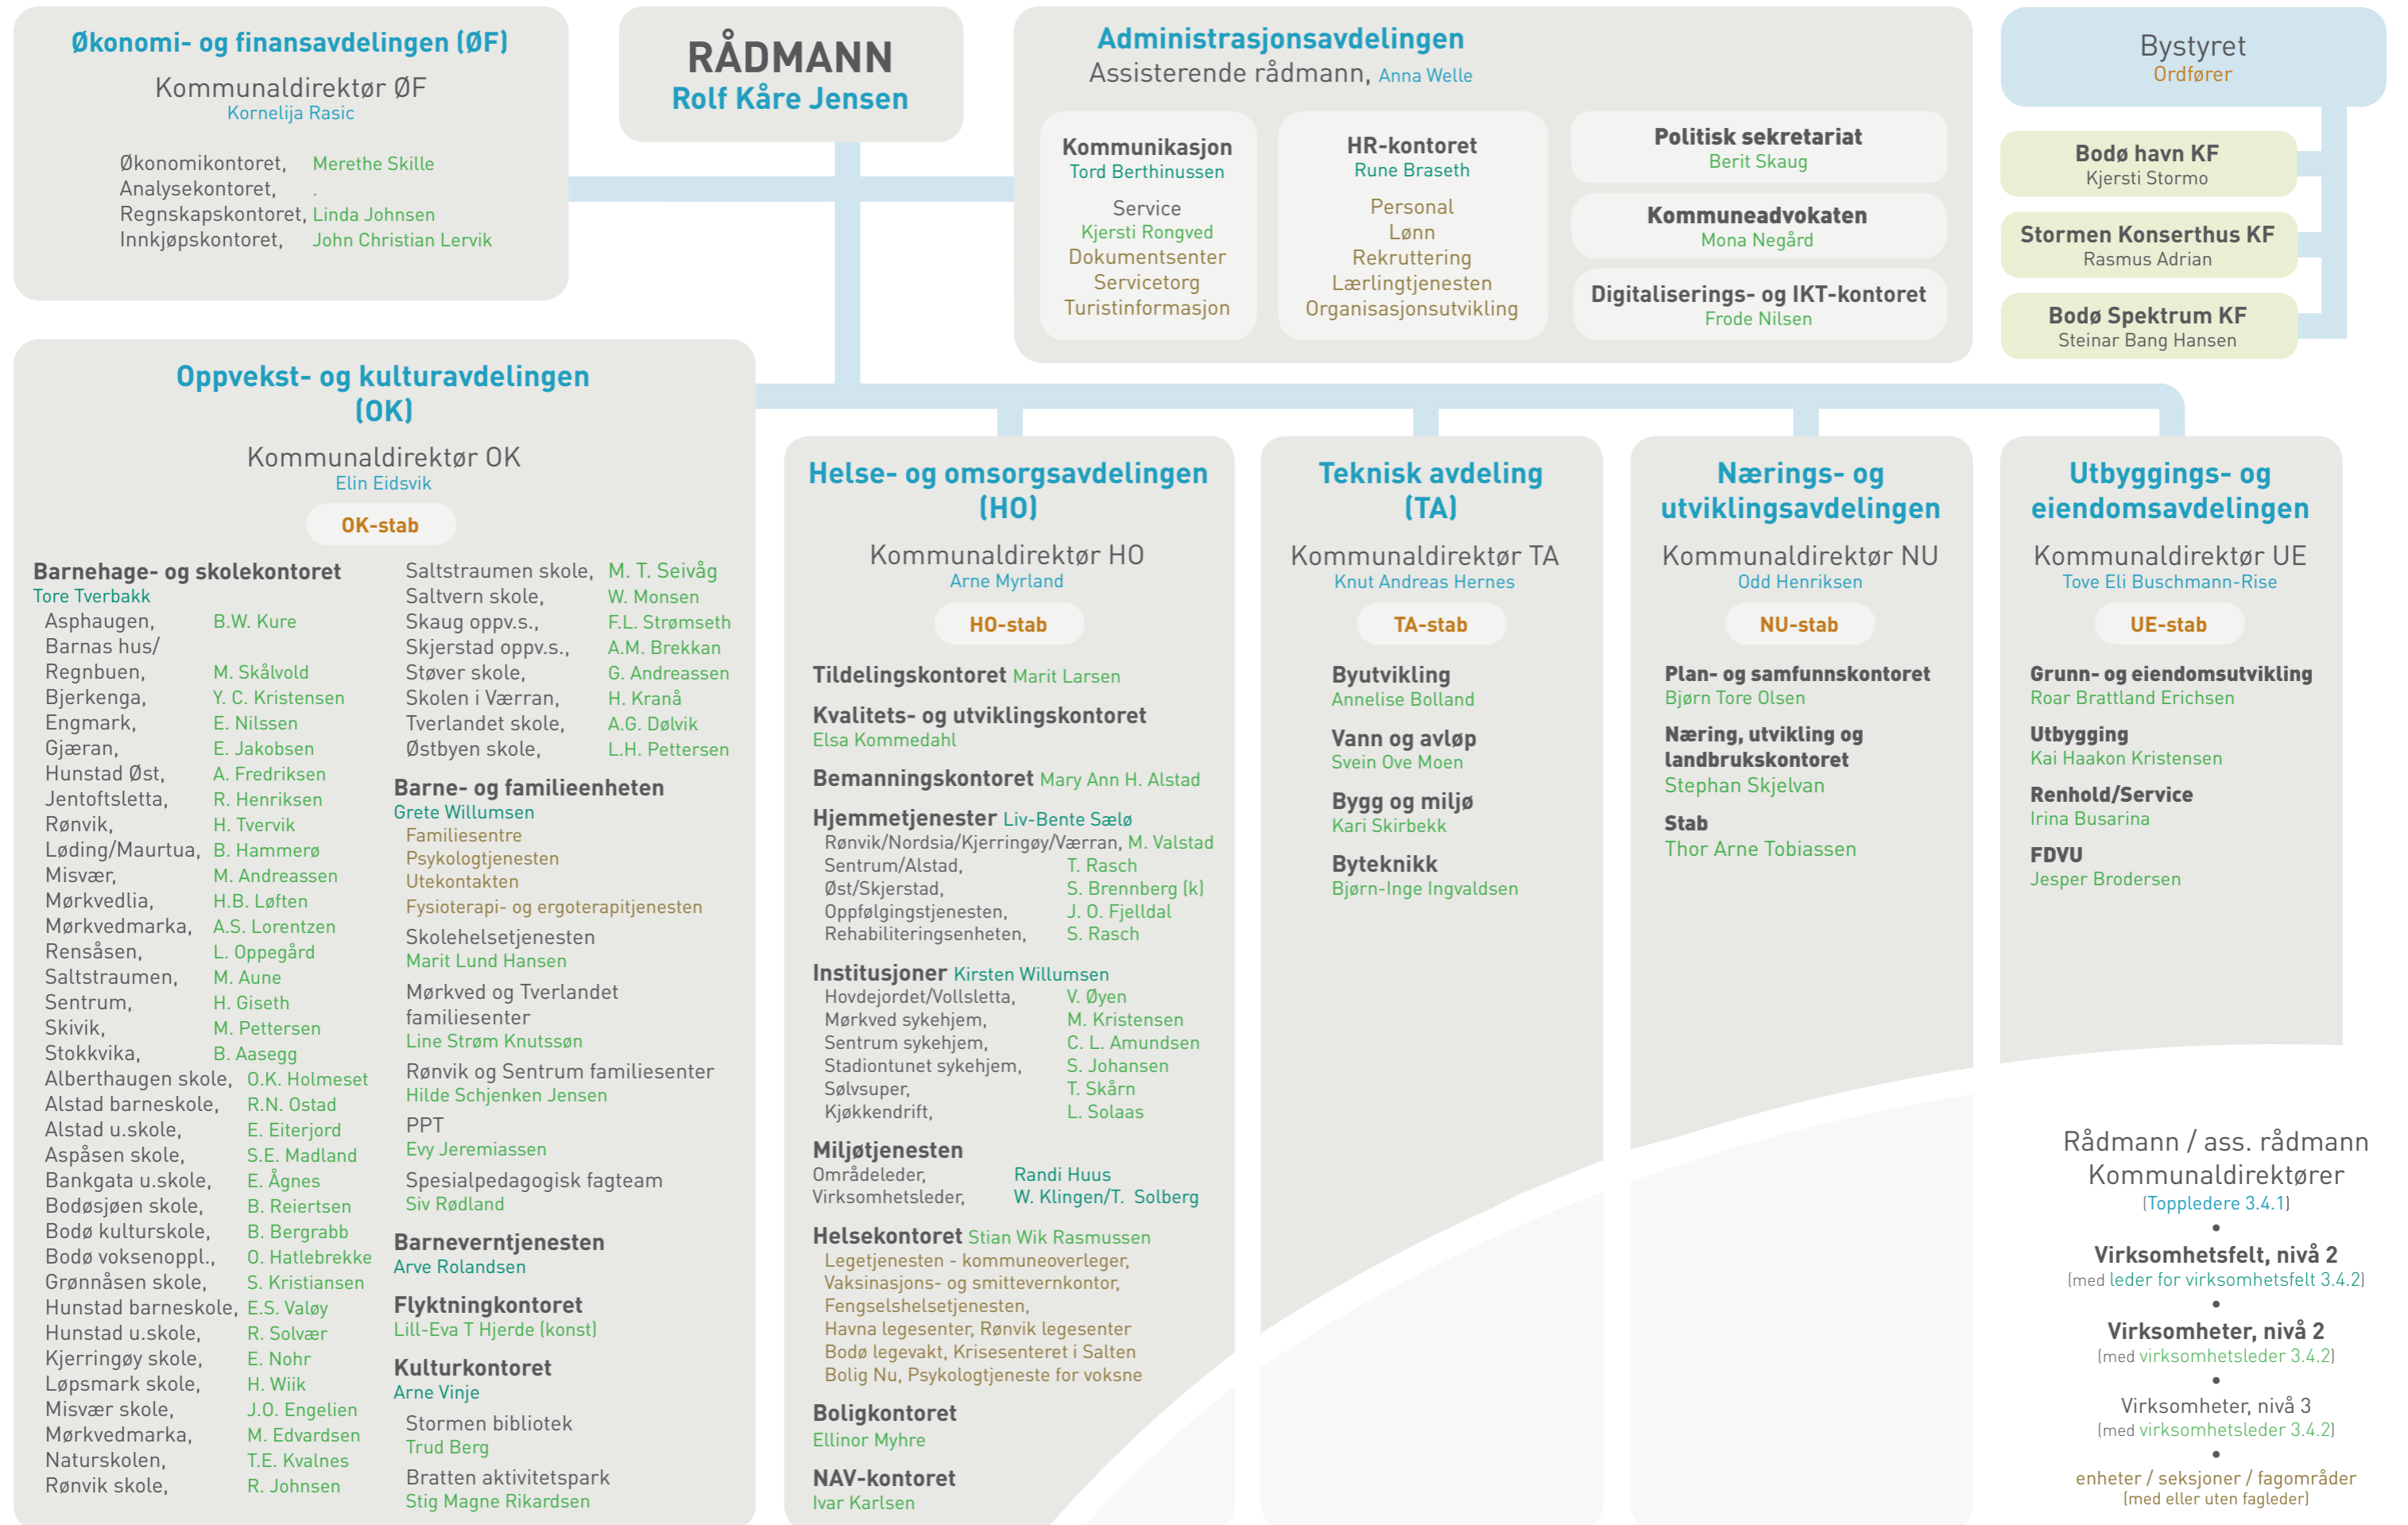 Økonomi- og finansavdelingen (ØF)
Kommunaldirektør ØF
Kornelija Rasic
Økonomikontoret, Merethe Skille
Analysekontoret, .
Regnskapskontoret, Linda Johnsen
Innkjøpskontoret, John Christian Lervik
RÅDMANN
Rolf Kåre Jensen
Administrasjonsavdelingen
Assisterende rådmann, Anna Welle
Kommunikasjon
Tord Berthinussen
Service
Kjersti Rongved
Dokumentsenter
Servicetorg
Turistinformasjon
HR-kontoret
Rune Braseth
Personal
Lønn
Rekruttering
Lærlingtjenesten
Organisasjonsutvikling
Politisk sekretariat
Berit Skaug
Kommuneadvokaten
Mona Negård
Digitaliserings- og IKT-kontoret
Frode Nilsen
Bystyret
Ordfører
Bodø havn KF
Kjersti Stormo
Stormen Konserthus KF
Rasmus Adrian
Bodø Spektrum KF
Steinar Bang Hansen
Oppvekst- og kulturavdelingen
(OK)
Kommunaldirektør OK
Elin Eidsvik
OK-stab
Barnehage- og skolekontoret
Tore Tverbakk
Asphaugen, B.W. Kure
Barnas hus/
Regnbuen, M. Skålvold
Bjerkenga, Y. C. Kristensen
Engmark, E. Nilssen
Gjæran, E. Jakobsen
Hunstad Øst, A. Fredriksen
Jentoftsletta, R. Henriksen
Rønvik, H. Tvervik
Løding/Maurtua, B. Hammerø
Misvær, M. Andreassen
Mørkvedlia, H.B. Løften
Mørkvedmarka, A.S. Lorentzen
Rensåsen, L. Oppegård
Saltstraumen, M. Aune
Sentrum, H. Giseth
Skivik, M. Pettersen
Stokkvika, B. Aasegg
Alberthaugen skole, O.K. Holmeset
Alstad barneskole, R.N. Ostad
Alstad u.skole, E. Eiterjord
Aspåsen skole, S.E. Madland
Bankgata u.skole, E. Ågnes
Bodøsjøen skole, B. Reiertsen
Bodø kulturskole, B. Bergrabb
Bodø voksenoppl., O. Hatlebrekke
Grønnåsen skole, S. Kristiansen
Hunstad barneskole, E.S. Valøy
Hunstad u.skole, R. Solvær
Kjerringøy skole, E. Nohr
Løpsmark skole, H. Wiik
Misvær skole, J.O. Engelien
Mørkvedmarka, M. Edvardsen
Naturskolen, T.E. Kvalnes
Rønvik skole, R. Johnsen
Saltstraumen skole, M. T. Seivåg
Saltvern skole, W. Monsen
Skaug oppv.s., F.L. Strømseth
Skjerstad oppv.s., A.M. Brekkan
Støver skole, G. Andreassen
Skolen i Værran, H. Kranå
Tverlandet skole, A.G. Dølvik
Østbyen skole, L.H. Pettersen
Barne- og familieenheten
Grete Willumsen
Familiesentre
Psykologtjenesten
Utekontakten
Fysioterapi- og ergoterapitjenesten
Skolehelsetjenesten
Marit Lund Hansen
Mørkved og Tverlandet
familiesenter
Line Strøm Knutssøn
Rønvik og Sentrum familiesenter
Hilde Schjenken Jensen
PPT
Evy Jeremiassen
Spesialpedagogisk fagteam
Siv Rødland
Barneverntjenesten
Arve Rolandsen
Flyktningkontoret
Lill-Eva T Hjerde (konst)
Kulturkontoret
Arne Vinje
Stormen bibliotek
Trud Berg
Bratten aktivitetspark
Stig Magne Rikardsen
Helse- og omsorgsavdelingen
(HO)
Kommunaldirektør HO
Arne Myrland
HO-stab
Tildelingskontoret Marit Larsen
Kvalitets- og utviklingskontoret
Elsa Kommedahl
Bemanningskontoret Mary Ann H. Alstad
Hjemmetjenester Liv-Bente Sælø
Rønvik/Nordsia/Kjerringøy/Værran, M. Valstad
Sentrum/Alstad, T. Rasch
Øst/Skjerstad, S. Brennberg (k)
Oppfølgingstjenesten, J. O. Fjelldal
Rehabiliteringsenheten, S. Rasch
Institusjoner Kirsten Willumsen
Hovdejordet/Vollsletta, V. Øyen
Mørkved sykehjem, M. Kristensen
Sentrum sykehjem, C. L. Amundsen
Stadiontunet sykehjem, S. Johansen
Sølvsuper, T. Skårn
Kjøkkendrift, L. Solaas
Miljøtjenesten
Områdeleder, Randi Huus
Virksomhetsleder, W. Klingen/T. Solberg
Helsekontoret Stian Wik Rasmussen
Legetjenesten - kommuneoverleger,
Vaksinasjons- og smittevernkontor,
Fengselshelsetjenesten,
Havna legesenter, Rønvik legesenter
Bodø legevakt, Krisesenteret i Salten
Bolig Nu, Psykologtjeneste for voksne
Boligkontoret
Ellinor Myhre
NAV-kontoret
Ivar Karlsen
Teknisk avdeling
(TA)
Kommunaldirektør TA
Knut Andreas Hernes
TA-stab
Byutvikling
Annelise Bolland
Vann og avløp
Svein Ove Moen
Bygg og miljø
Kari Skirbekk
Byteknikk
Bjørn-Inge Ingvaldsen
Nærings- og
utviklingsavdelingen
Kommunaldirektør NU
Odd Henriksen
NU-stab
Plan- og samfunnskontoret
Bjørn Tore Olsen
Næring, utvikling og
landbrukskontoret
Stephan Skjelvan
Stab
Thor Arne Tobiassen
Utbyggings- og
eiendomsavdelingen
Kommunaldirektør UE
Tove Eli Buschmann-Rise
UE-stab
Grunn- og eiendomsutvikling
Roar Brattland Erichsen
Utbygging
Kai Haakon Kristensen
Renhold/Service
Irina Busarina
FDVU
Jesper Brodersen
Rådmann / ass. rådmann
Kommunaldirektører
(Toppledere 3.4.1)
•
Virksomhetsfelt, nivå 2
(med leder for virksomhetsfelt 3.4.2)
•
Virksomheter, nivå 2
(med virksomhetsleder 3.4.2)
•
Virksomheter, nivå 3
(med virksomhetsleder 3.4.2)
•
enheter / seksjoner / fagområder
(med eller uten fagleder)